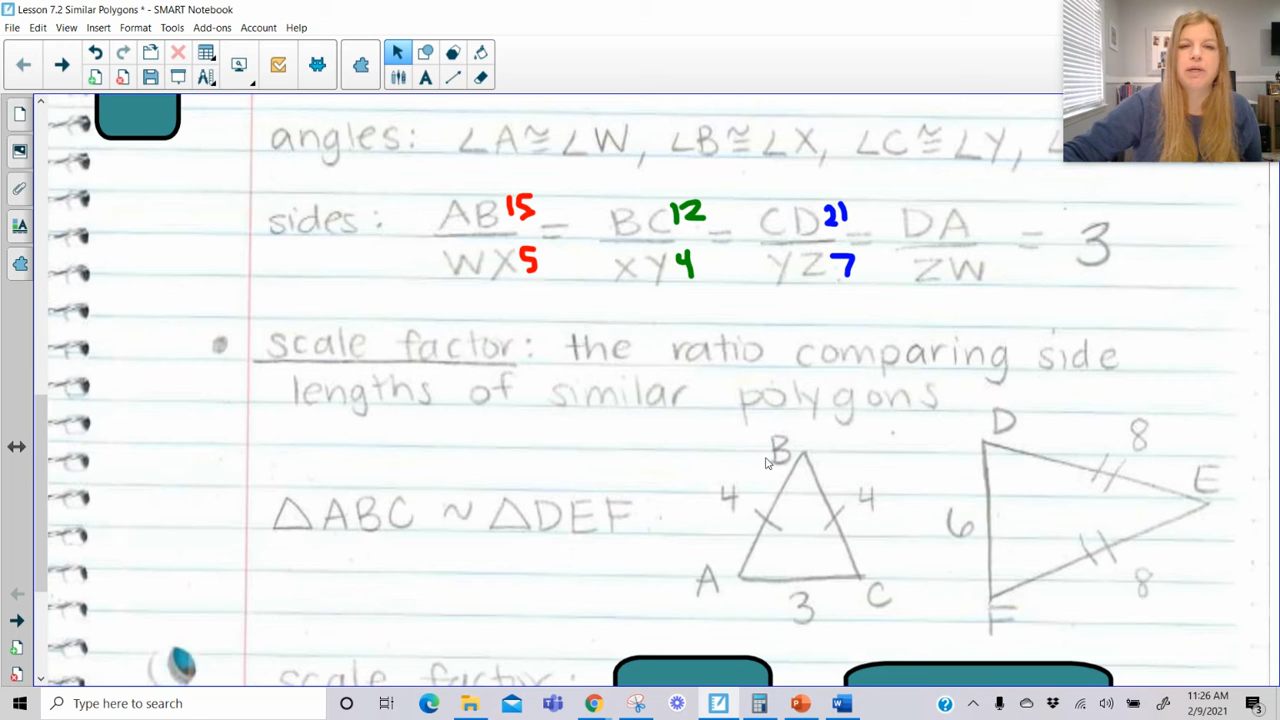 Lesson 7.2 Similar Polygons * - SMART Notebook
File Edit View Insert Format Tools Add-ons Account Help
angles: ∠A≅∠W, ∠B≅∠X, ∠C≅∠Y, ∠
sides: AB 15 / WX 5 = BC 12 / XY 4 = CD 21 / YZ 7 = DA / ZW = 3
• scale factor: the ratio comparing side
lengths of similar polygons
△ABC ~ △DEF
B
4 4
A C
3
D 8
E
6
8
F
scale factor:
Type here to search
11:26 AM
2/9/2021
3